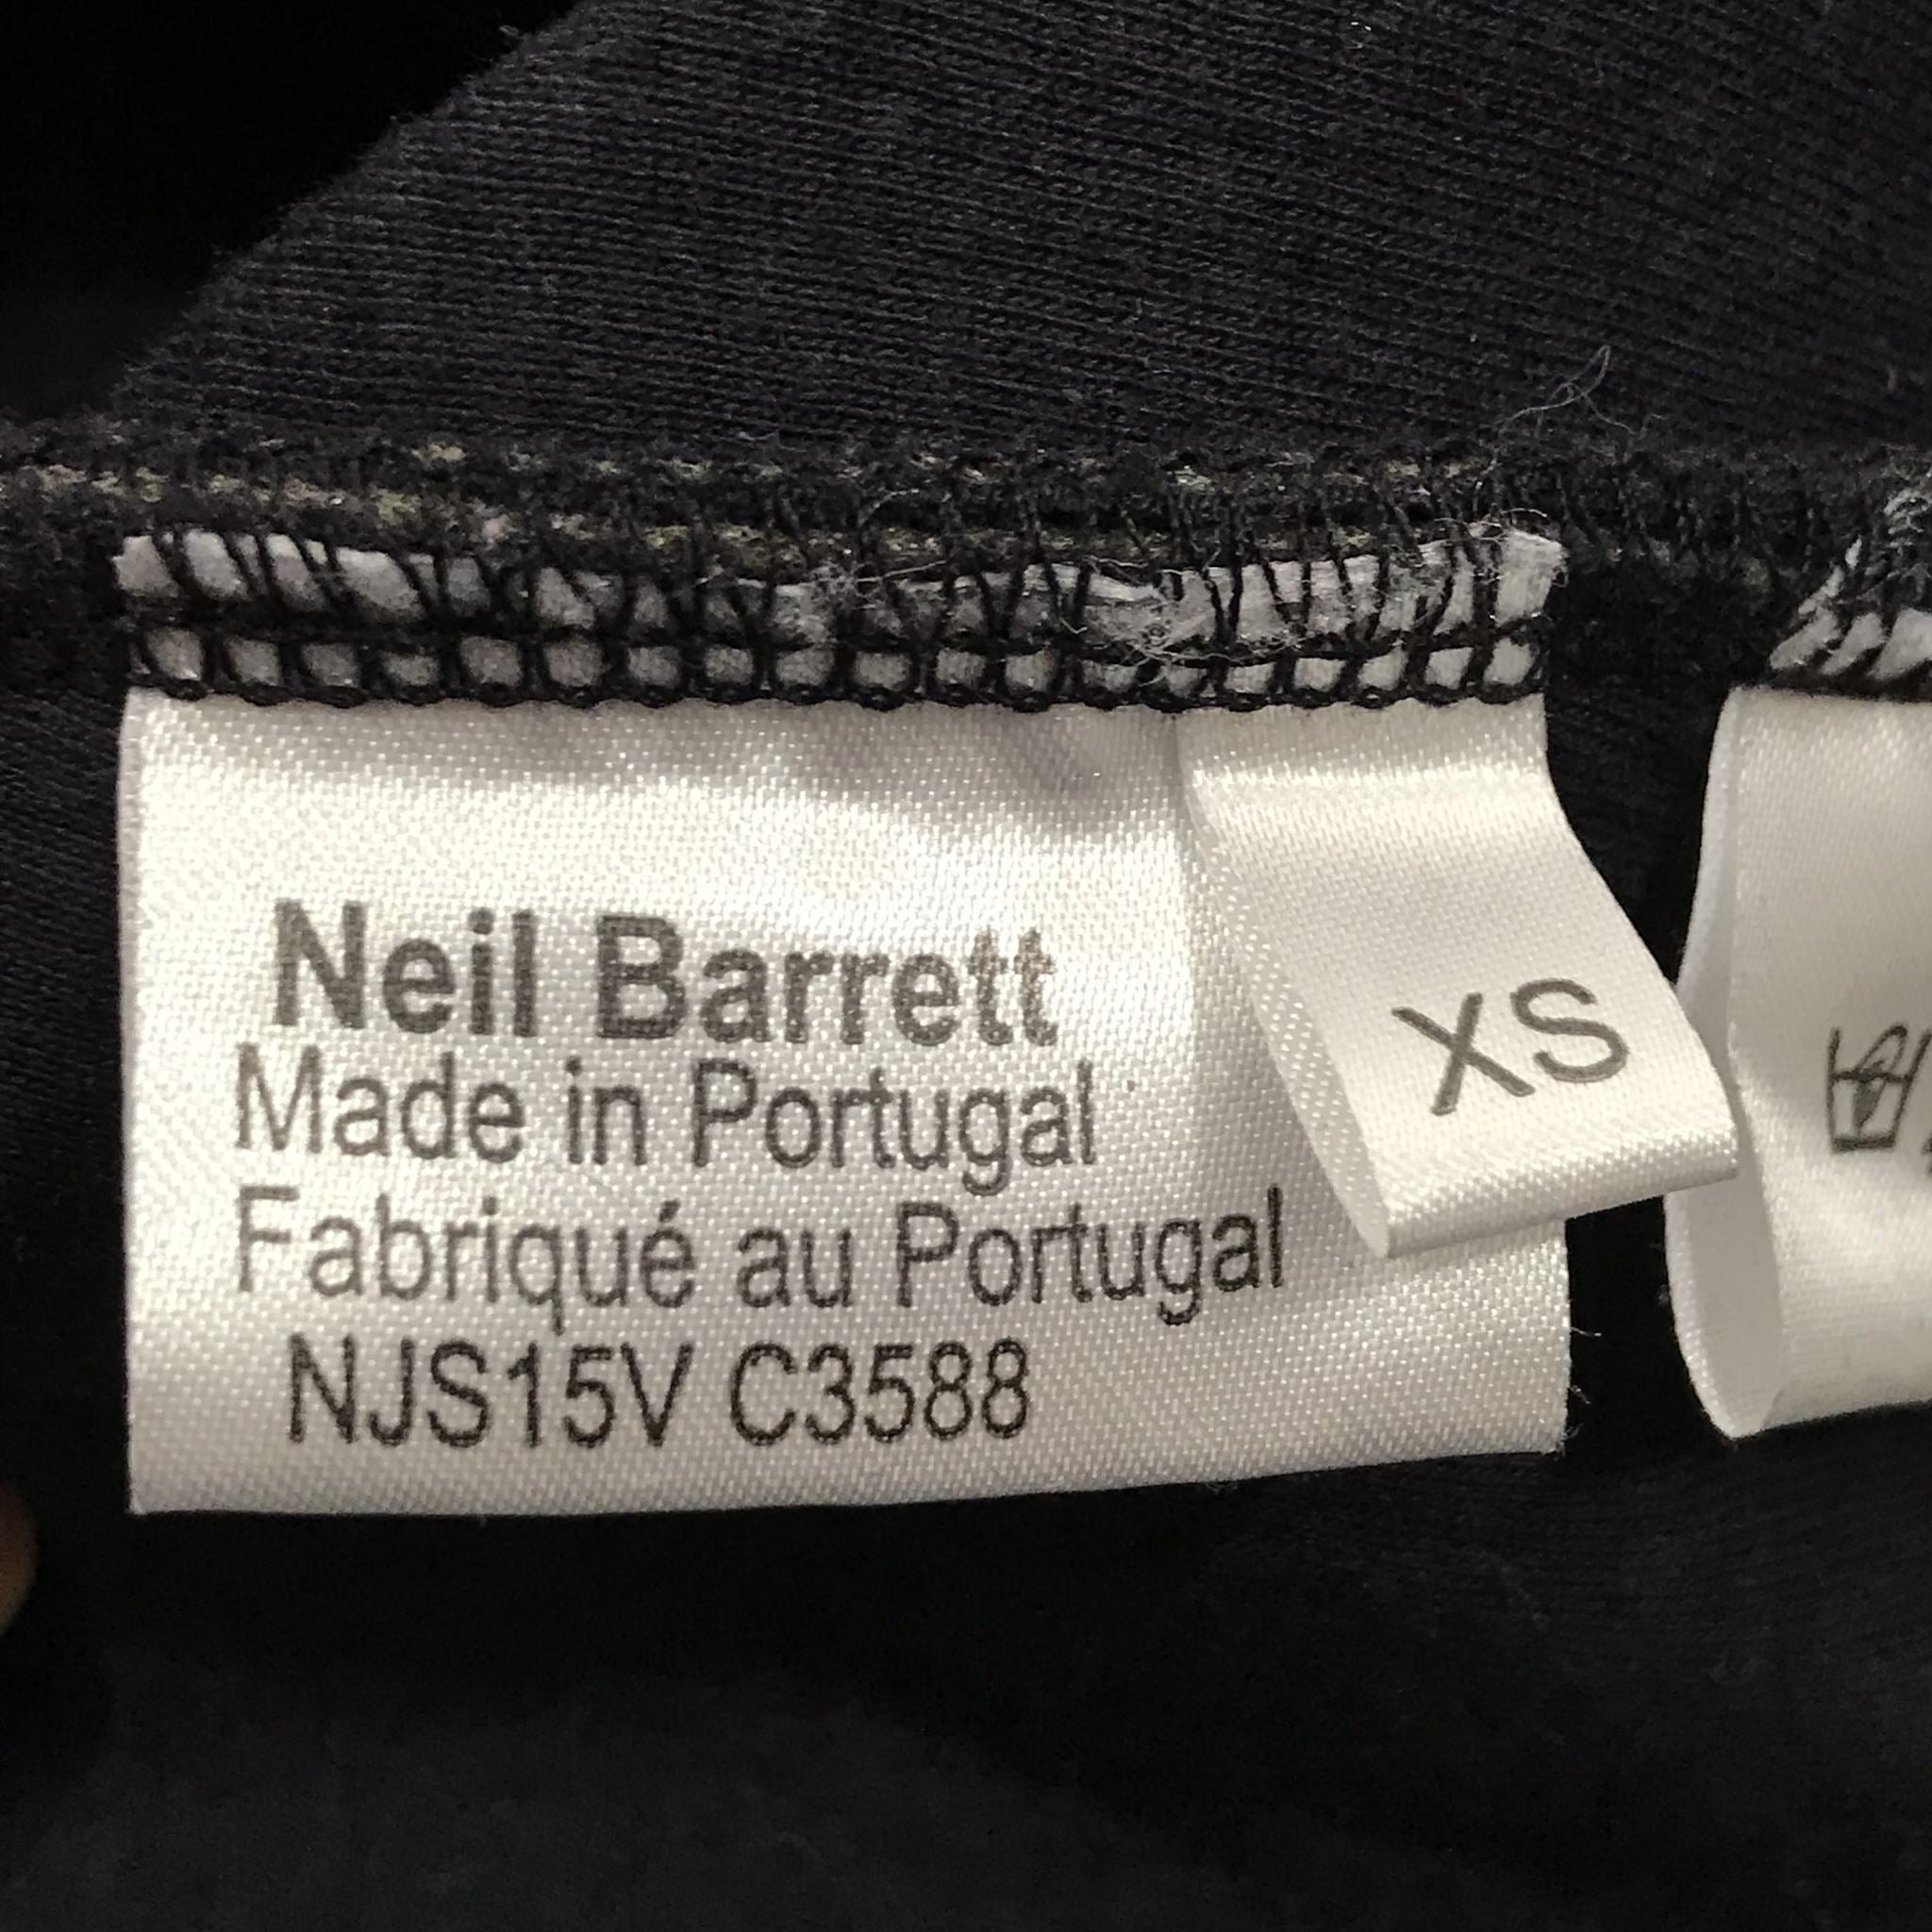 Neil Barrett
Made in Portugal
Fabriqué au Portugal
NJS15V C3588
XS